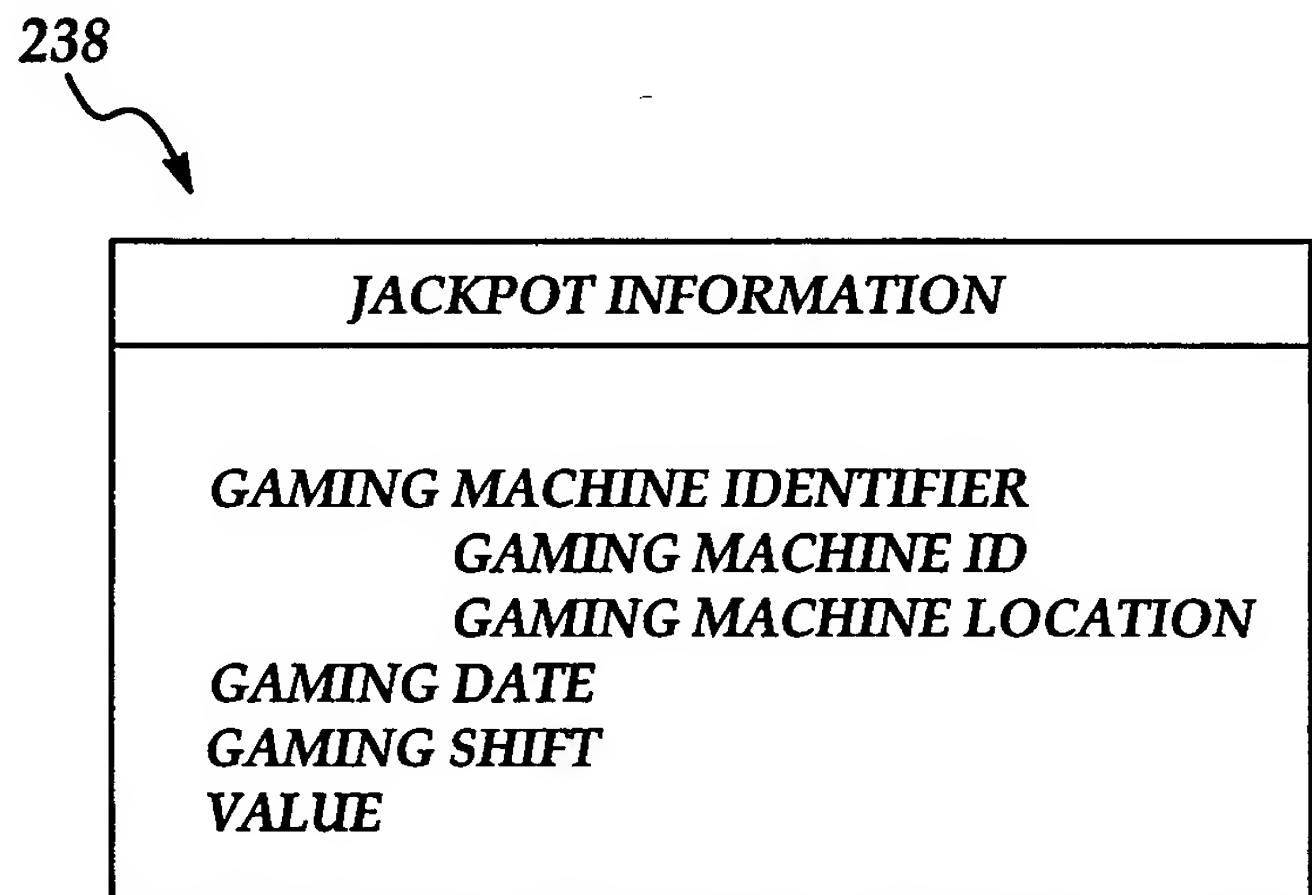 238
JACKPOT INFORMATION
GAMING MACHINE IDENTIFIER
GAMING MACHINE ID
GAMING MACHINE LOCATION
GAMING DATE
GAMING SHIFT
VALUE